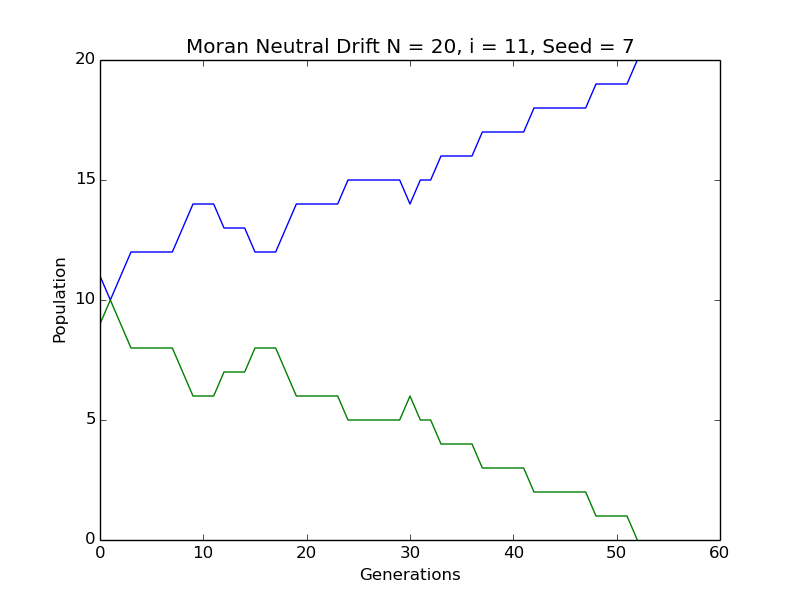 Moran Neutral Drift N = 20, i = 11, Seed = 7
20
15
10
5
0
Population
0 10 20 30 40 50 60
Generations